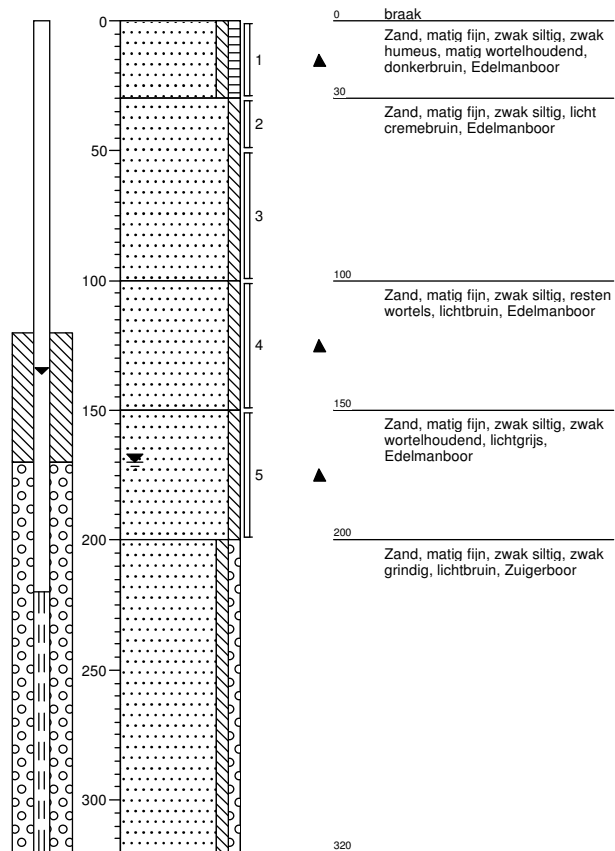 0
50
100
150
200
250
300
1
2
3
4
5
0
braak
Zand, matig fijn, zwak siltig, zwak
humeus, matig wortelhoudend,
donkerbruin, Edelmanboor
30
Zand, matig fijn, zwak siltig, licht
cremebruin, Edelmanboor
100
Zand, matig fijn, zwak siltig, resten
wortels, lichtbruin, Edelmanboor
150
Zand, matig fijn, zwak siltig, zwak
wortelhoudend, lichtgrijs,
Edelmanboor
200
Zand, matig fijn, zwak siltig, zwak
grindig, lichtbruin, Zuigerboor
320